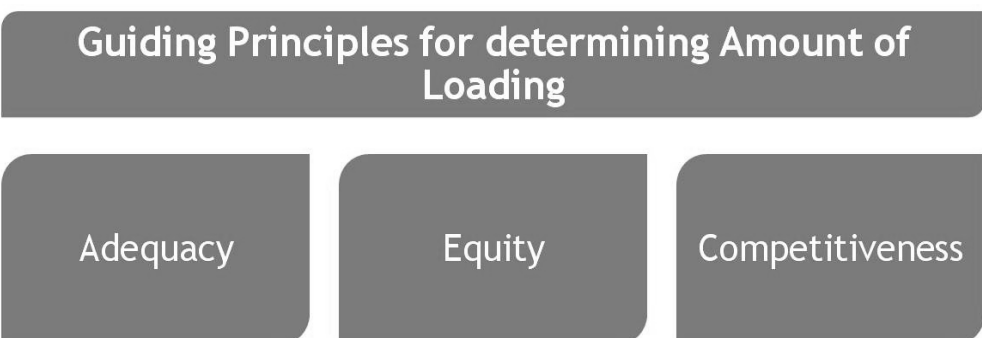 Guiding Principles for determining Amount of
Loading
Adequacy
Equity
Competitiveness